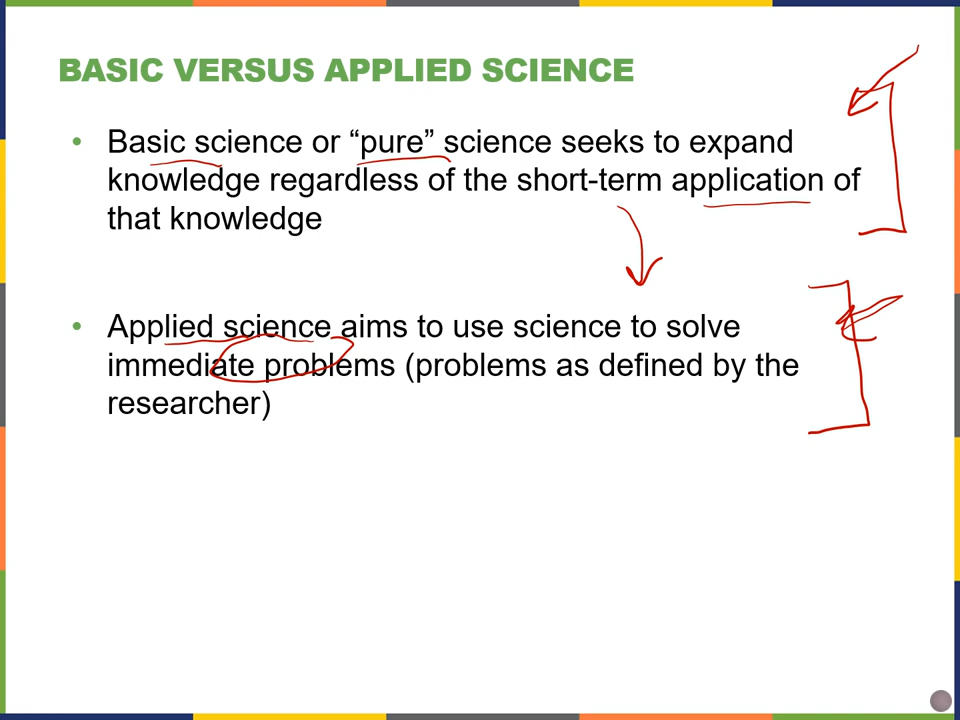 BASIC VERSUS APPLIED SCIENCE
• Basic science or “pure” science seeks to expand
knowledge regardless of the short-term application of
that knowledge
• Applied science aims to use science to solve
immediate problems (problems as defined by the
researcher)